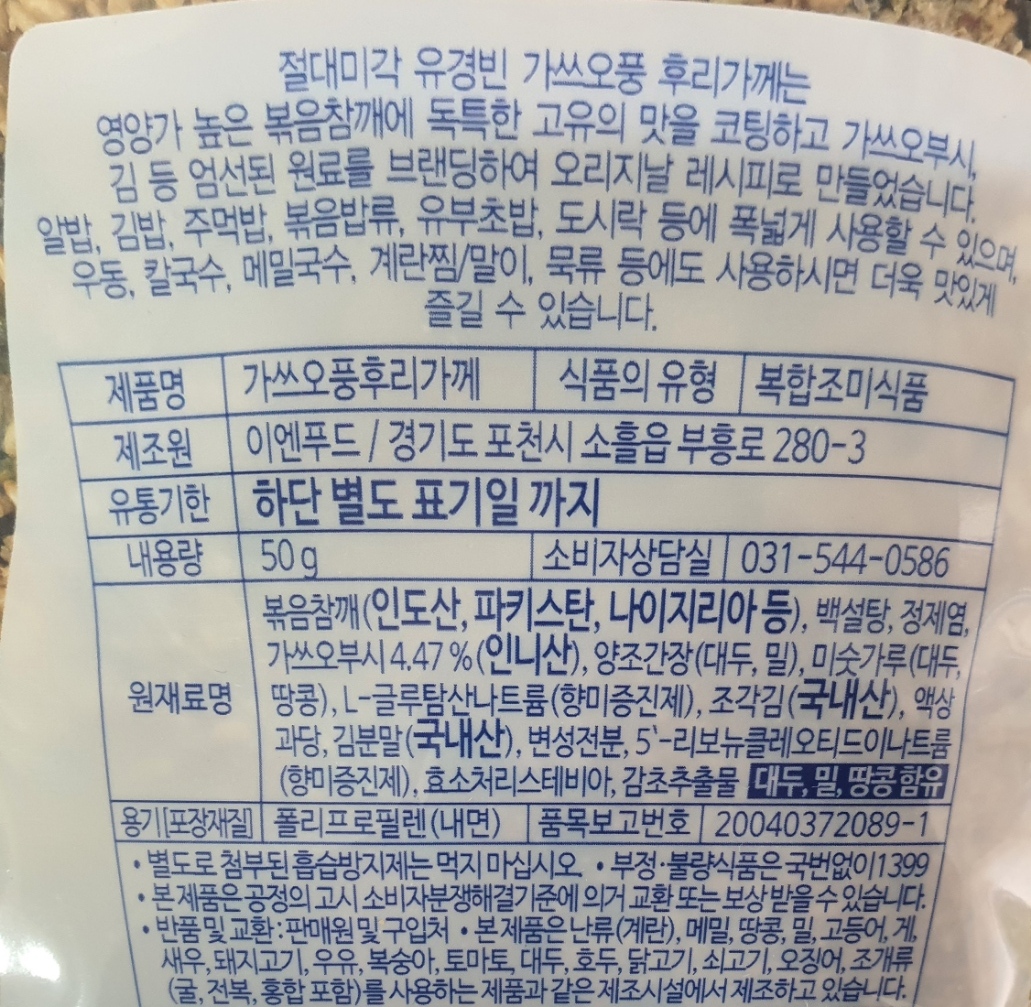 절대미각 유경빈 가쓰오풍 후리가께는
영양가 높은 볶음참깨에 독특한 고유의 맛을 코팅하고 가쓰오부시,
김 등 엄선된 원료를 브랜딩하여 오리지날 레시피로 만들었습니다.
알밥, 김밥, 주먹밥, 볶음밥류, 유부초밥, 도시락 등에 폭넓게 사용할 수 있으며,
우동, 칼국수, 메밀국수, 계란찜/말이, 묵류 등에도 사용하시면 더욱 맛있게
즐길 수 있습니다.
제품명 가쓰오풍후리가께 식품의 유형 복합조미식품
제조원 이엔푸드 / 경기도 포천시 소흘읍 부흥로 280-3
유통기한 하단 별도 표기일 까지
내용량 50g 소비자상담실 031-544-0586
볶음참깨(인도산, 파키스탄, 나이지리아 등), 백설탕, 정제염,
가쓰오부시 4.47 %(인니산), 양조간장(대두, 밀), 미숫가루(대두,
원재료명 땅콩), L-글루탐산나트륨(향미증진제), 조각김(국내산), 액상
과당, 김분말(국내산), 변성전분, 5`-리보뉴클레오티드이나트륨
(향미증진제), 효소처리스테비아, 감초추출물 대두, 밀, 땅콩 함유
용기[포장재질] 폴리프로필렌(내면) 품목보고번호 20040372089-1
• 별도로 첨부된 흡습방지제는 먹지 마십시오. • 부정·불량식품은 국번없이 1399
• 본 제품은 공정의 고시 소비자분쟁해결기준에 의거 교환 또는 보상 받을 수 있습니다.
• 반품 및 교환 : 판매원 및 구입처 • 본 제품은 난류(계란), 메밀, 땅콩, 밀, 고등어, 게,
새우, 돼지고기, 우유, 복숭아, 토마토, 대두, 호두, 닭고기, 쇠고기, 오징어, 조개류
(굴, 전복, 홍합 포함)를 사용하는 제품과 같은 제조시설에서 제조하고 있습니다.